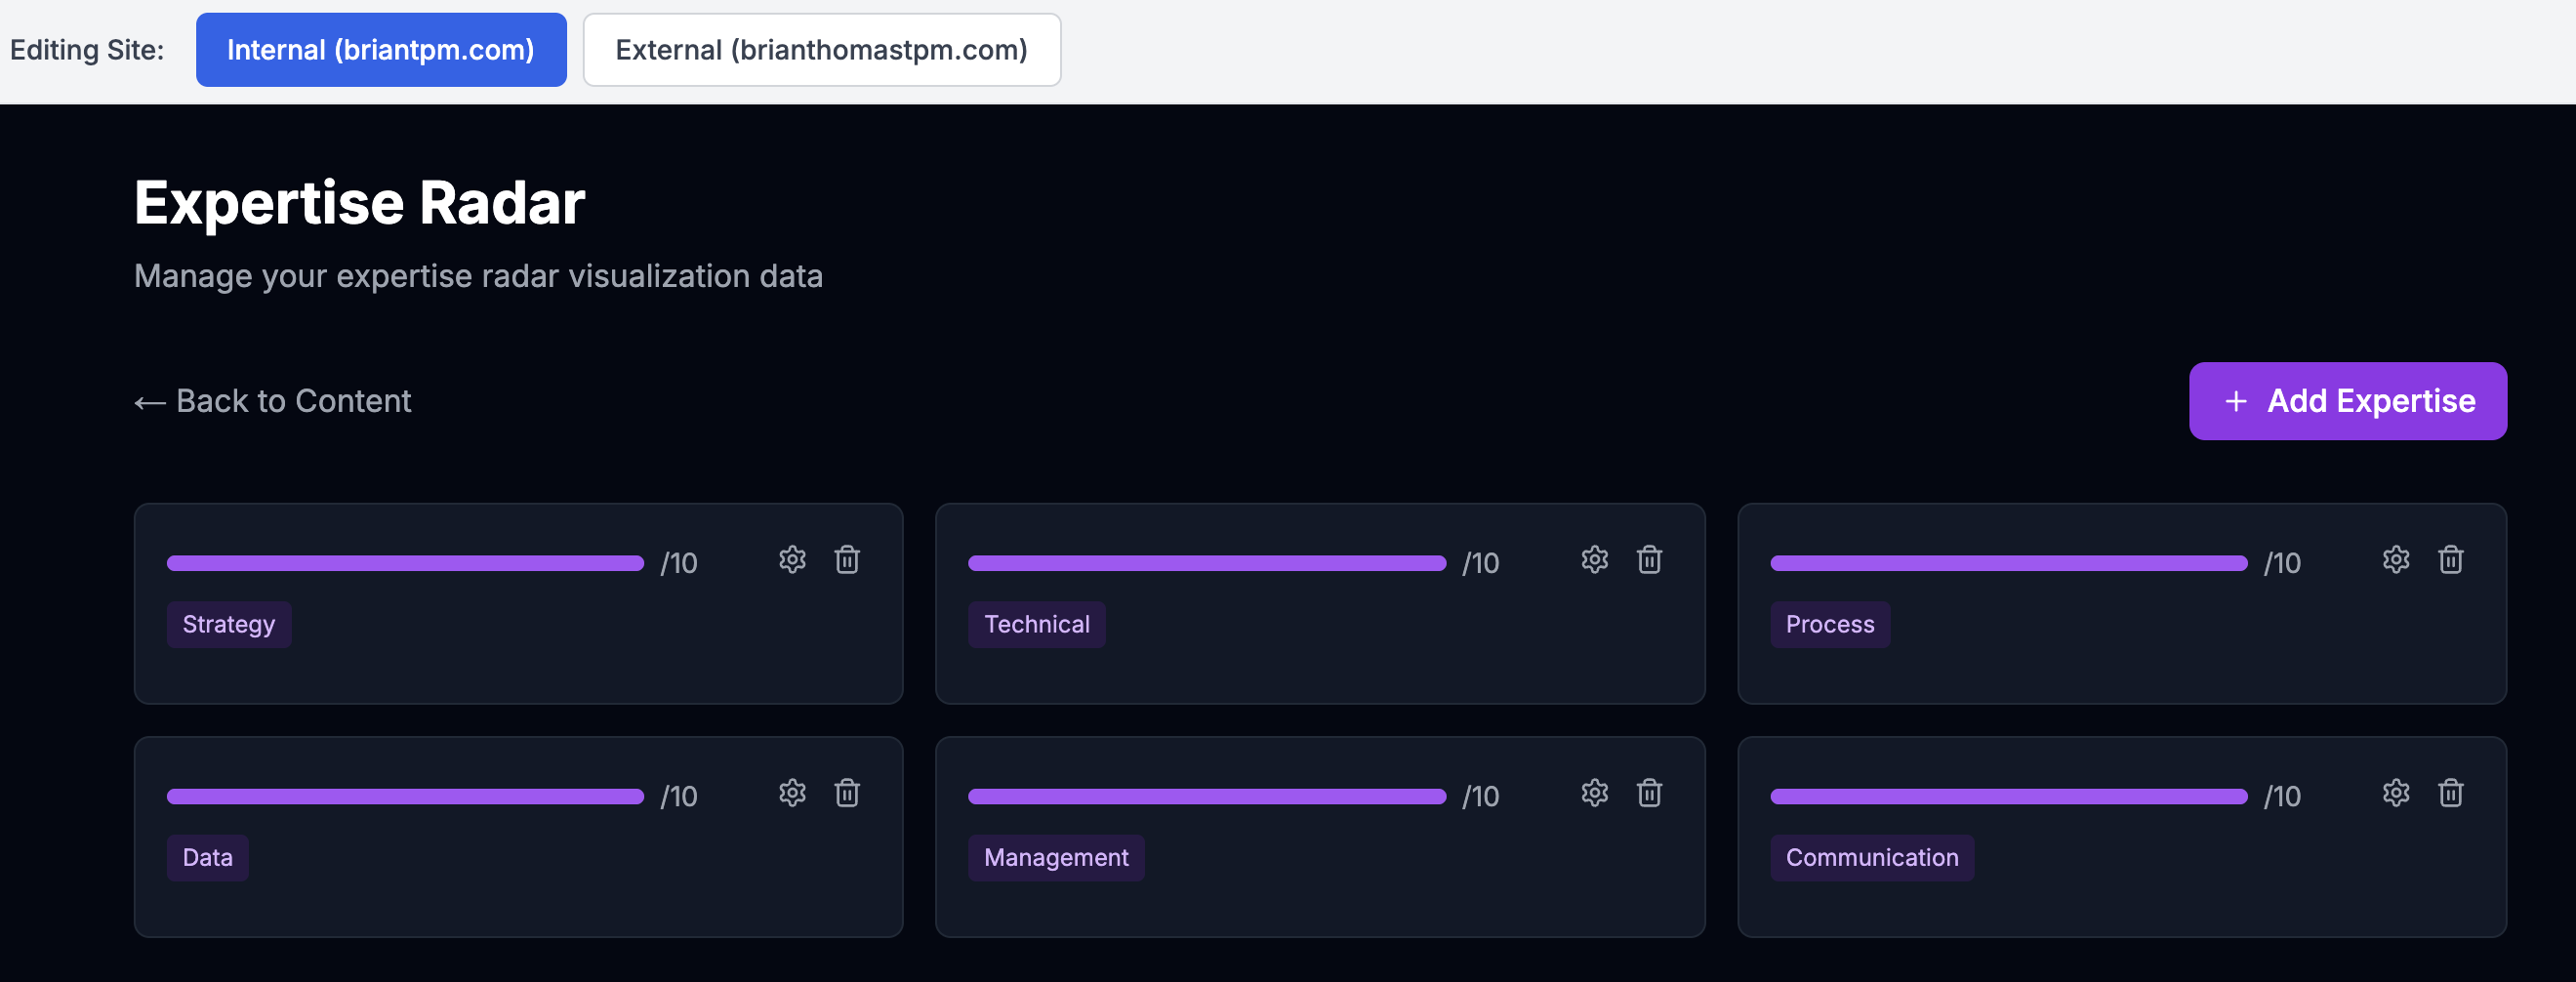 Editing Site: Internal (briantpm.com) External (brianthomastpm.com)
Expertise Radar
Manage your expertise radar visualization data
← Back to Content + Add Expertise
/10 /10 /10
Strategy Technical Process
/10 /10 /10
Data Management Communication